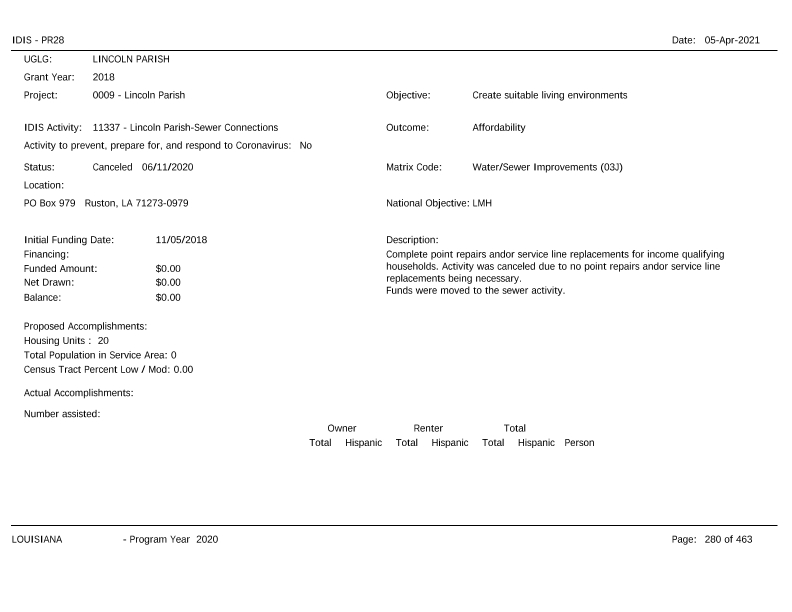 IDIS - PR28 Date: 05-Apr-2021
UGLG: LINCOLN PARISH
Grant Year: 2018
Project: 0009 - Lincoln Parish Objective: Create suitable living environments
IDIS Activity: 11337 - Lincoln Parish-Sewer Connections Outcome: Affordability
Activity to prevent, prepare for, and respond to Coronavirus: No
Status: Canceled 06/11/2020 Matrix Code: Water/Sewer Improvements (03J)
Location:
PO Box 979 Ruston, LA 71273-0979 National Objective: LMH
Initial Funding Date: 11/05/2018 Description:
Financing: Complete point repairs andor service line replacements for income qualifying
Funded Amount: $0.00 households. Activity was canceled due to no point repairs andor service line
Net Drawn: $0.00 replacements being necessary.
Balance: $0.00 Funds were moved to the sewer activity.
Proposed Accomplishments:
Housing Units : 20
Total Population in Service Area: 0
Census Tract Percent Low / Mod: 0.00
Actual Accomplishments:
Number assisted:
Owner Renter Total
Total Hispanic Total Hispanic Total Hispanic Person
LOUISIANA - Program Year 2020 Page: 280 of 463